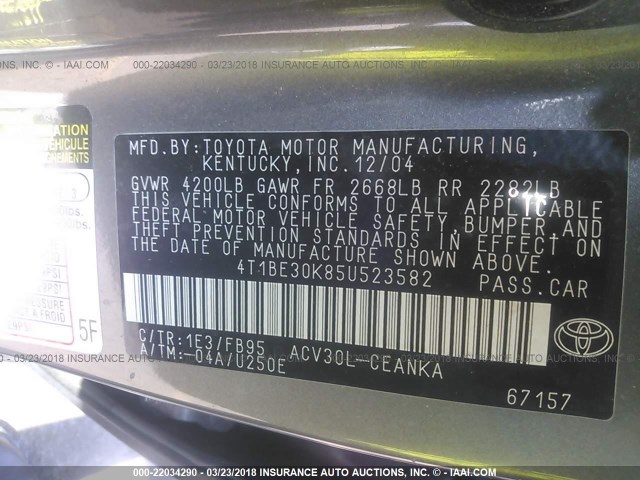 000-22034290 - 03/23/2018 INSURANCE AUTO AUCTIONS, INC. - © IAAI.COM
MFD.BY:TOYOTA MOTOR MANUFACTURING,
KENTUCKY,INC.12/04
GVWR 4200LB GAWR FR 2668LB RR 2282LB
THIS VEHICLE CONFORMS TO ALL APPLICABLE
FEDERAL MOTOR VEHICLE SAFETY,BUMPER,AND
THEFT PREVENTION STANDARDS IN EFFECT ON
THE DATE OF MANUFACTURE SHOWN ABOVE.
4T1BE30K85U523582 PASS.CAR
C/TR:1E3/FB95 ACV30L-CEANKA
A/TM:-04A/U250E
67157
5F
000-22034290 - 03/23/2018 INSURANCE AUTO AUCTIONS, INC. - © IAAI.COM